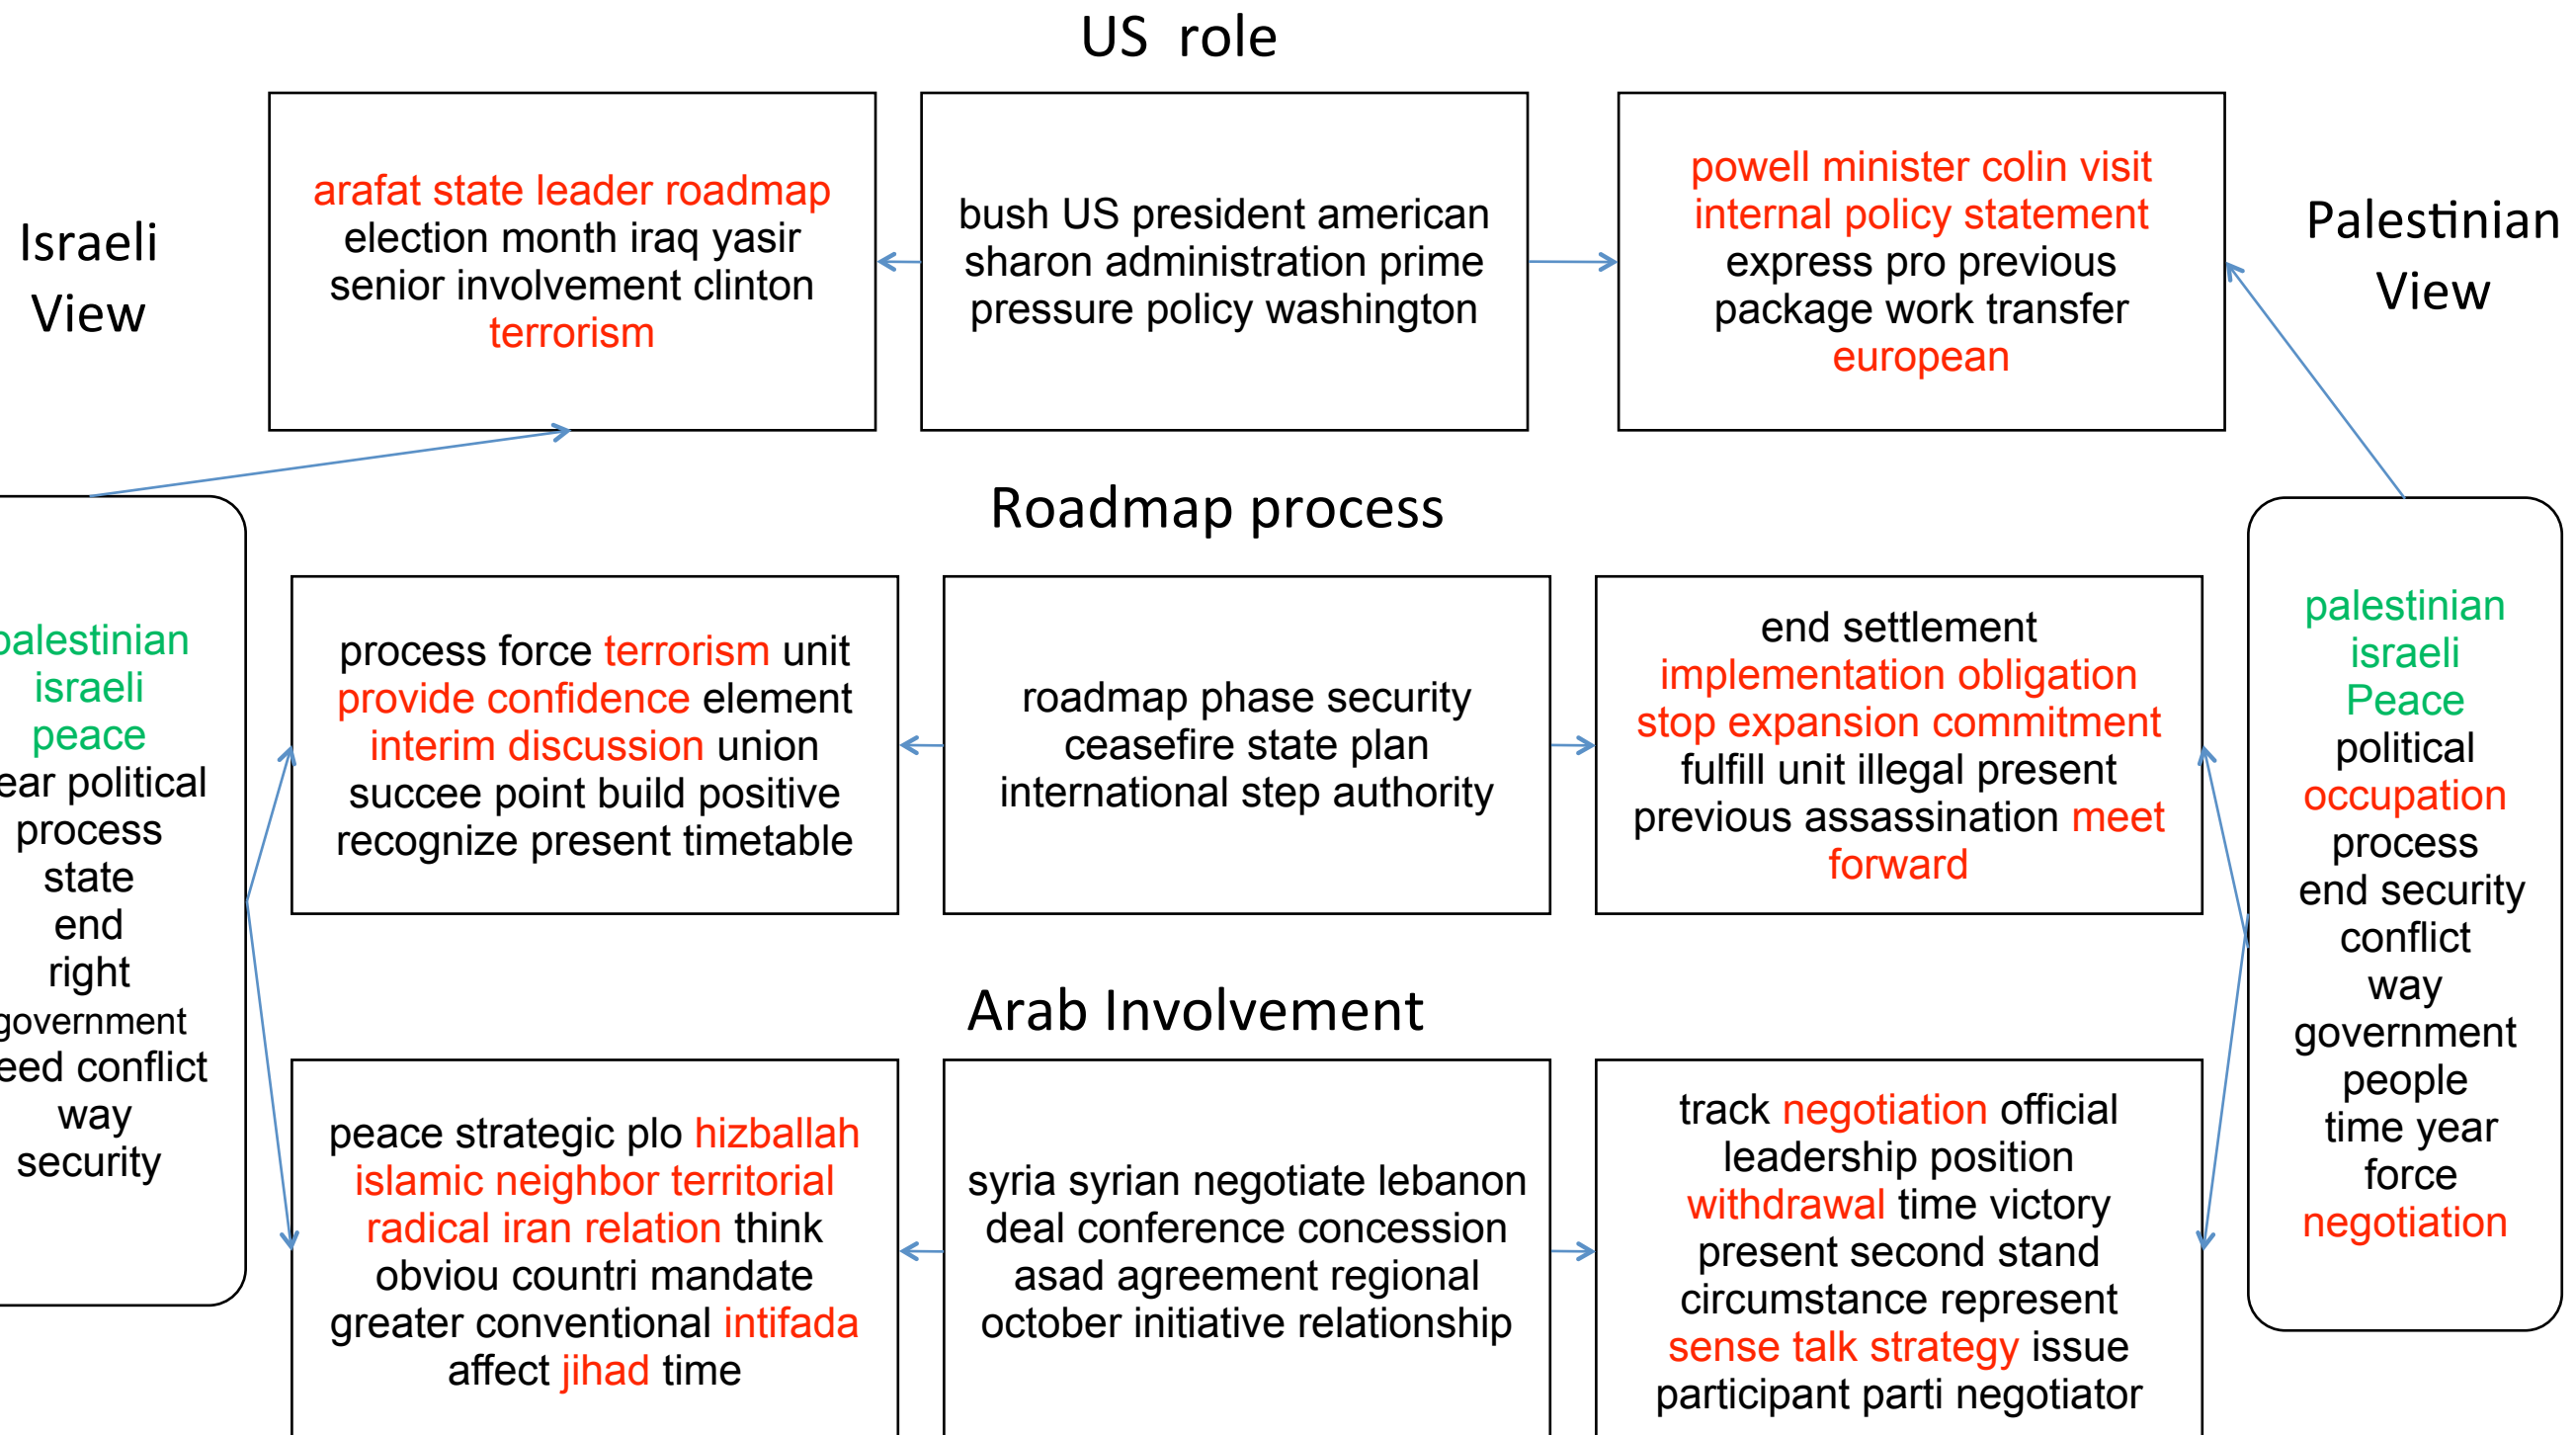 US role
Israeli
View
arafat state leader roadmap
election month iraq yasir
senior involvement clinton
terrorism
bush US president american
sharon administration prime
pressure policy washington
powell minister colin visit
internal policy statement
express pro previous
package work transfer
european
Palestinian
View
Roadmap process
palestinian
israeli
peace
political
process
state
end
right
government
conflict
way
security
process force terrorism unit
provide confidence element
interim discussion union
succee point build positive
recognize present timetable
roadmap phase security
ceasefire state plan
international step authority
end settlement
implementation obligation
stop expansion commitment
fulfill unit illegal present
previous assassination meet
forward
palestinian
israeli
Peace
political
occupation
process
end security
conflict
way
government
people
time year
force
negotiation
Arab Involvement
peace strategic plo hizballah
islamic neighbor territorial
radical iran relation think
obviou countri mandate
greater conventional intifada
affect jihad time
syria syrian negotiate lebanon
deal conference concession
asad agreement regional
october initiative relationship
track negotiation official
leadership position
withdrawal time victory
present second stand
circumstance represent
sense talk strategy issue
participant parti negotiator